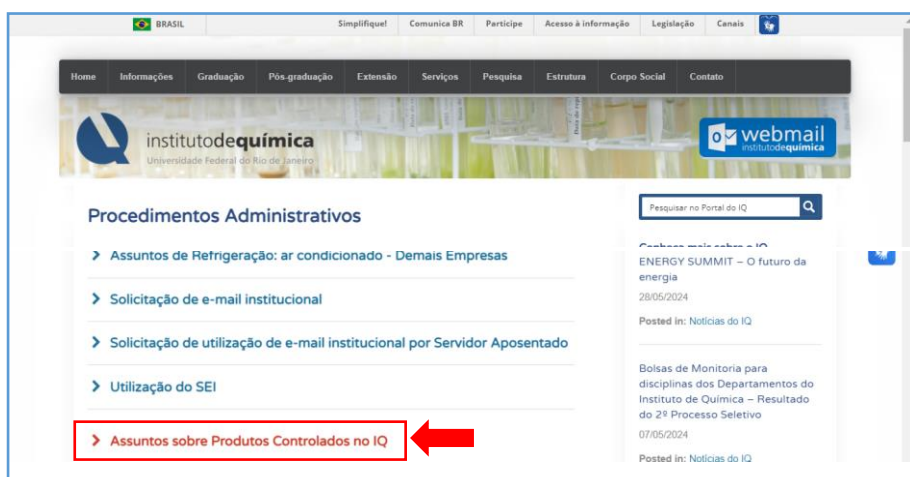 BRASIL
Simplifique! Comunica BR Participe Acesso à informação Legislação Canais
Home Informações Graduação Pós-graduação Extensão Serviços Pesquisa Estrutura Corpo Social Contato
institutodequímica
Universidade Federal do Rio de Janeiro
webmail
institutodequímica
Procedimentos Administrativos
Assuntos de Refrigeração: ar condicionado - Demais Empresas
Solicitação de e-mail institucional
Solicitação de utilização de e-mail institucional por Servidor Aposentado
Utilização do SEI
Assuntos sobre Produtos Controlados no IQ
Pesquisar no Portal do IQ
Conheça mais sobre o IQ
ENERGY SUMMIT – O futuro da
energia
28/05/2024
Posted in: Notícias do IQ
Bolsas de Monitoria para
disciplinas dos Departamentos do
Instituto de Química – Resultado
do 2º Processo Seletivo
07/05/2024
Posted in: Notícias do IQ